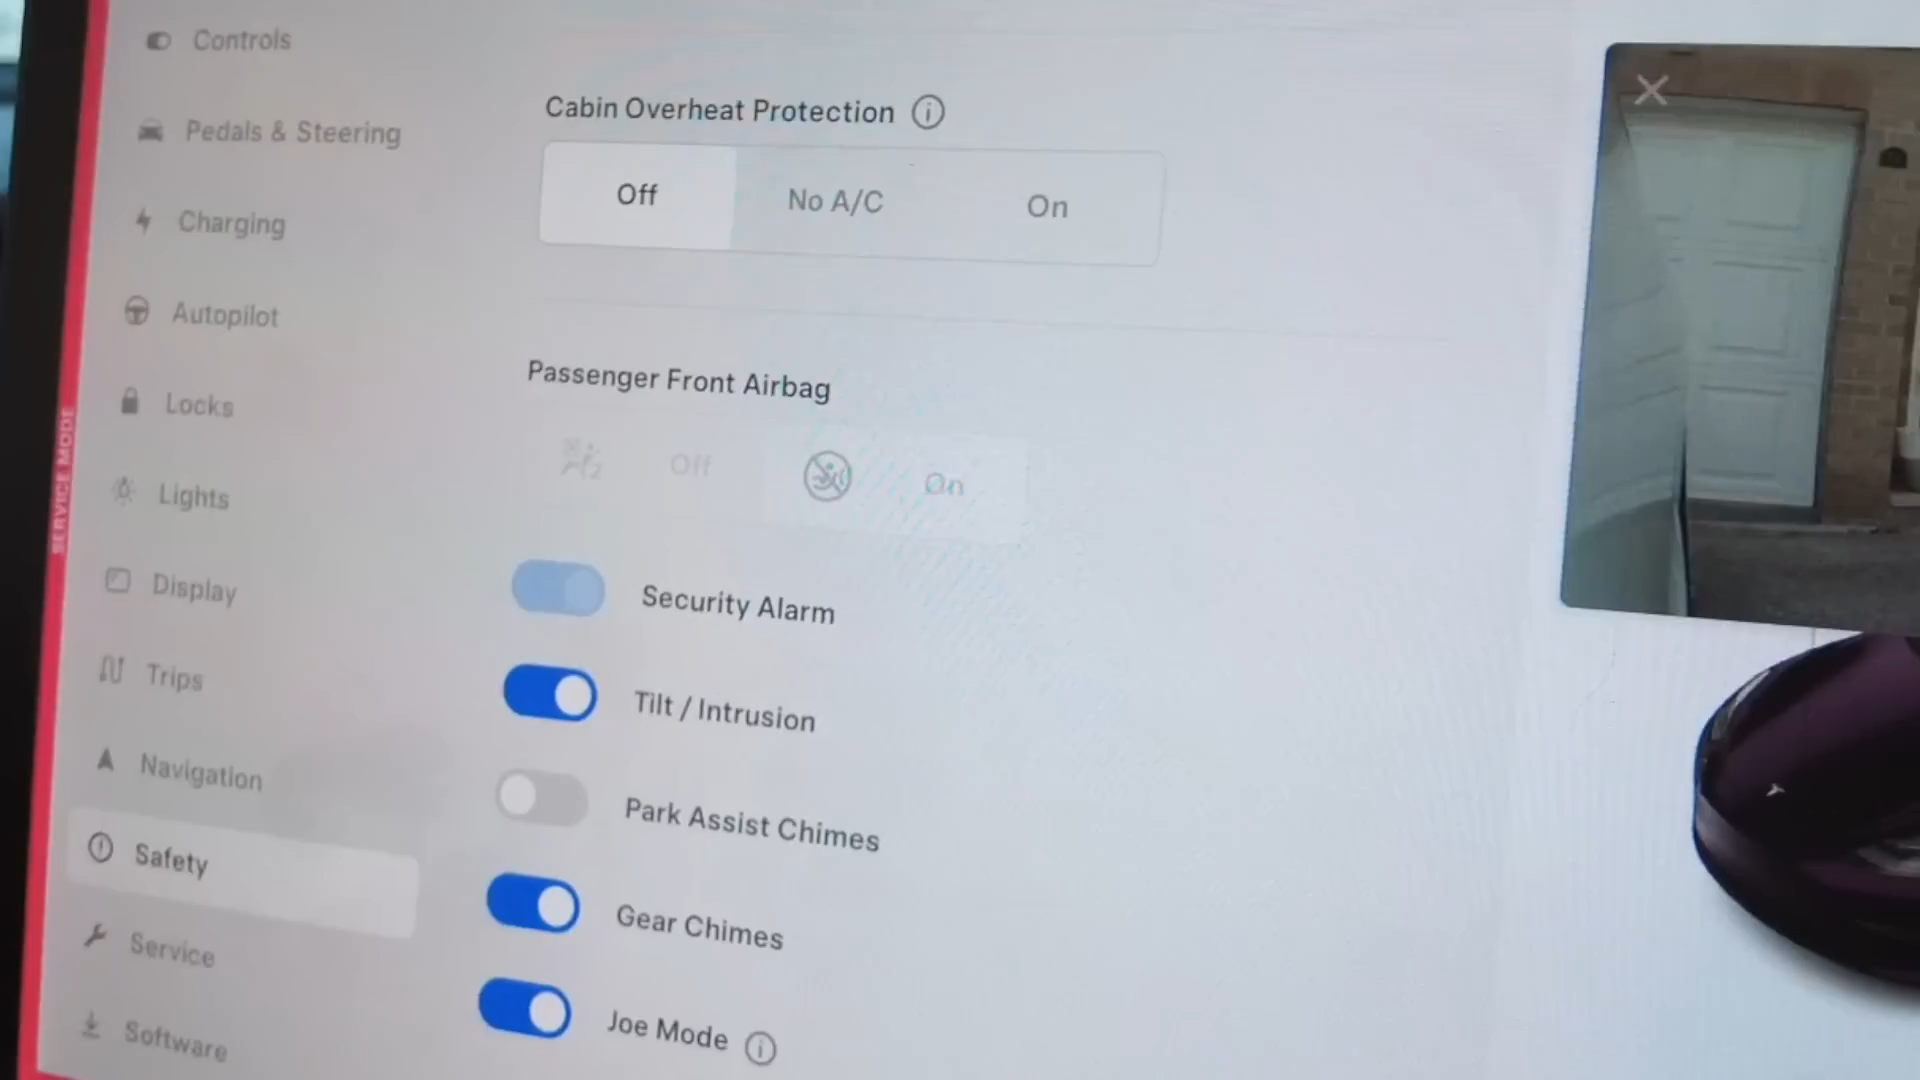 Controls
Pedals & Steering
Charging
Autopilot
Locks
Lights
Display
Trips
Navigation
Safety
Service
Software
SERVICE MODE
Cabin Overheat Protection
Off No A/C On
Passenger Front Airbag
Off On
Security Alarm
Tilt / Intrusion
Park Assist Chimes
Gear Chimes
Joe Mode